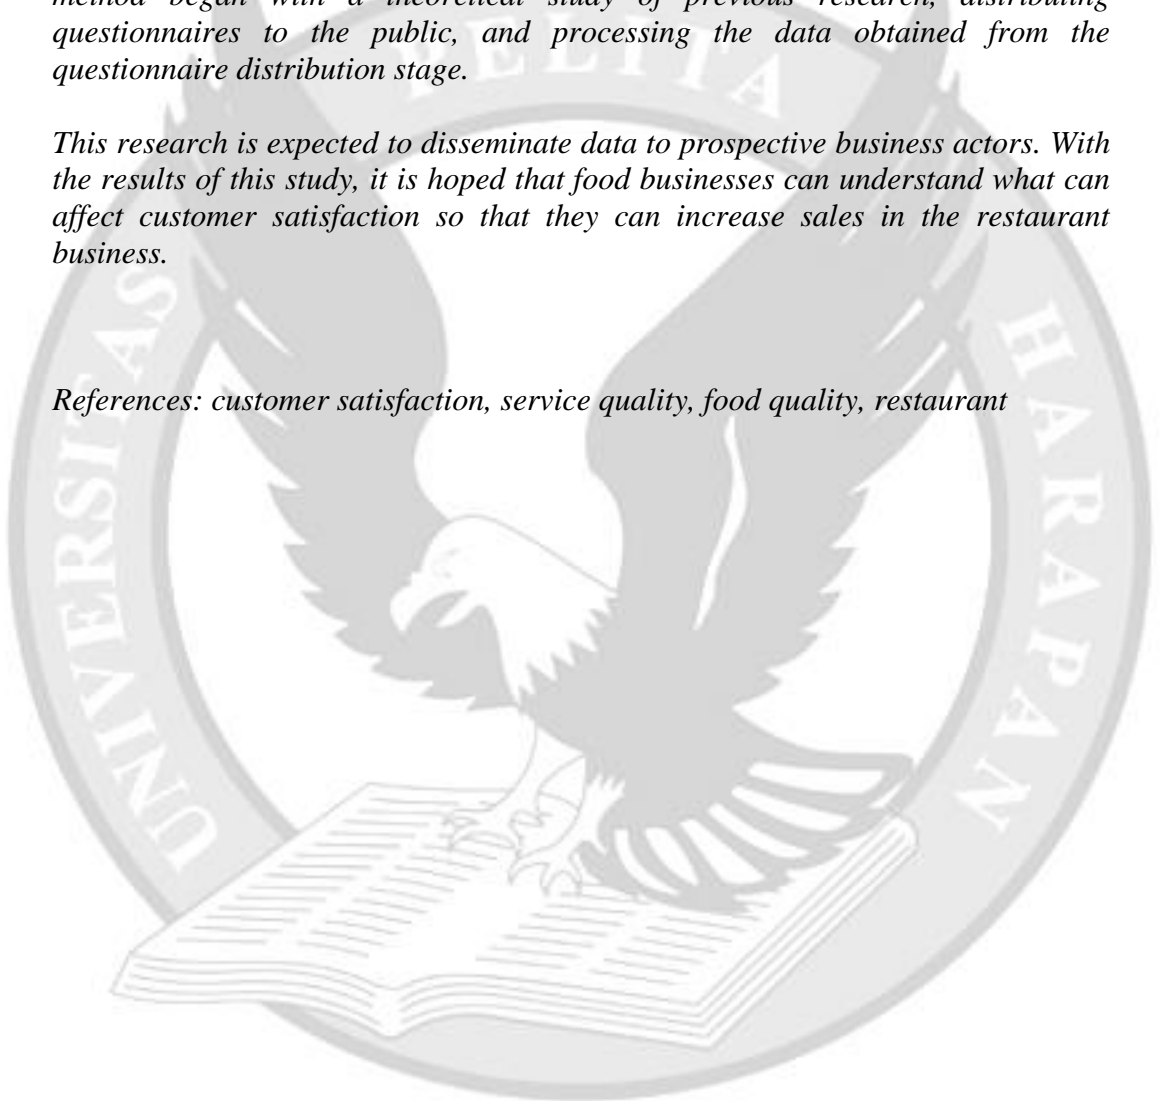 method began with a theoretical study of previous research, distributing
questionnaires to the public, and processing the data obtained from the
questionnaire distribution stage.
This research is expected to disseminate data to prospective business actors. With
the results of this study, it is hoped that food businesses can understand what can
affect customer satisfaction so that they can increase sales in the restaurant
business.
References: customer satisfaction, service quality, food quality, restaurant
UNIVERSITAS
PELITA
HARAPAN